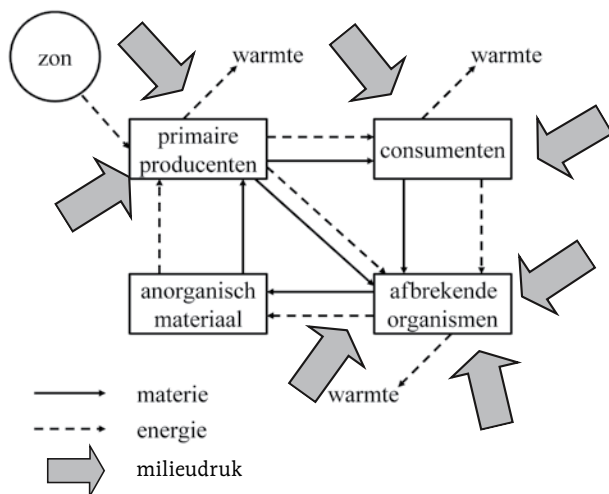 zon
warmte
warmte
primaire
producenten
consumenten
anorganisch
materiaal
afbrekende
organismen
warmte
materie
energie
milieudruk